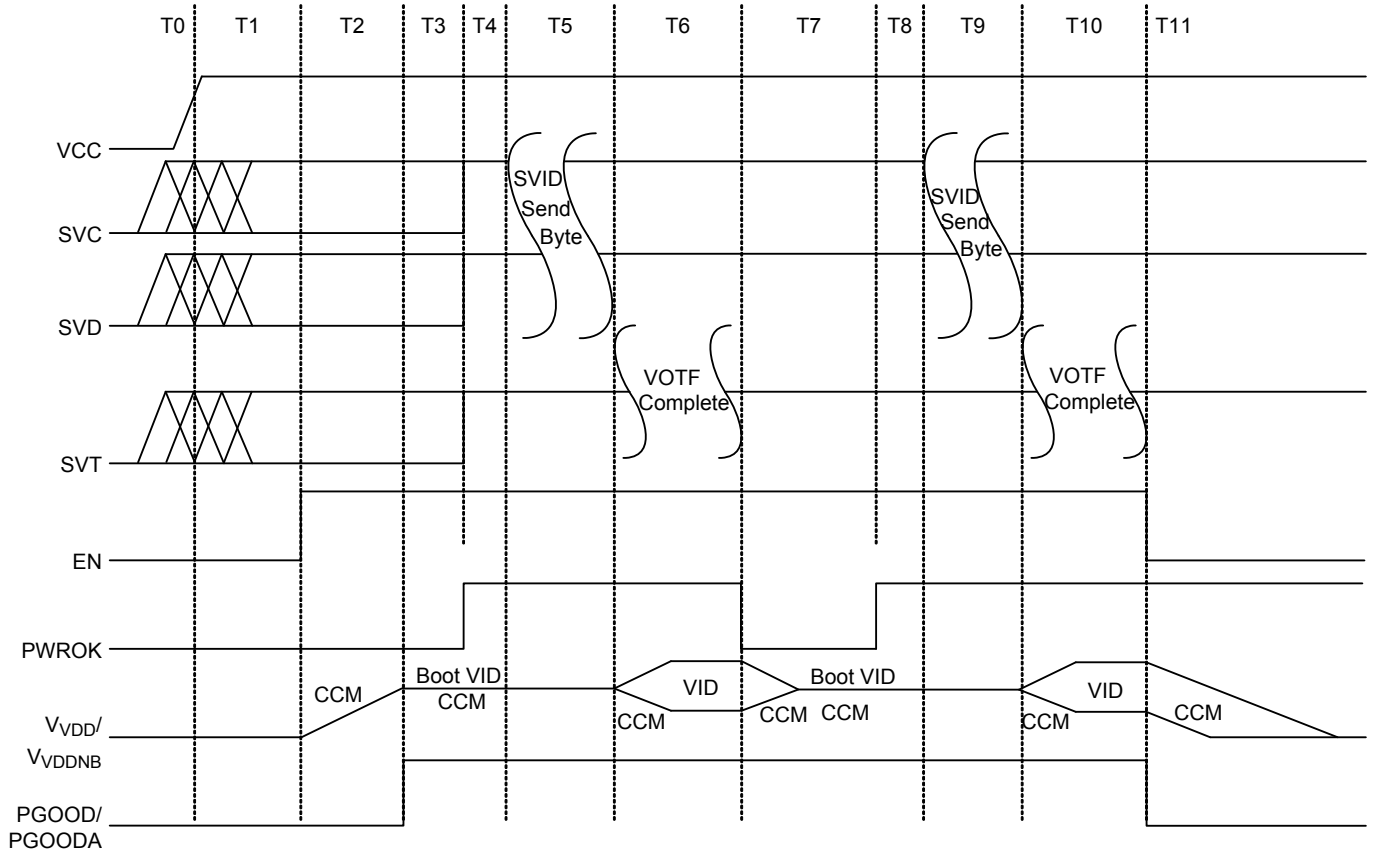 T0 T1 T2 T3 T4 T5 T6 T7 T8 T9 T10 T11
VCC
SVC
SVID
Send
Byte
SVID
Send
Byte
SVD
SVT
VOTF
Complete
VOTF
Complete
EN
PWROK
VVDD/
VVDDNB
CCM
Boot VID
CCM
CCM
VID
CCM
Boot VID
CCM
CCM
VID
CCM
PGOOD/
PGOODA